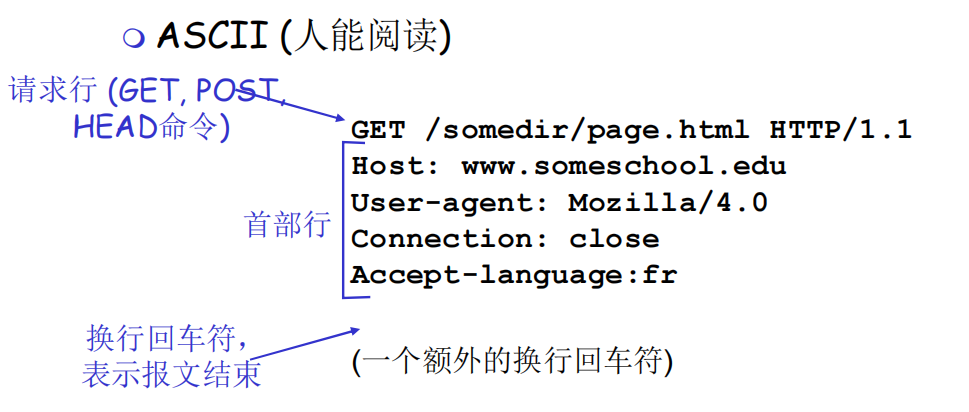 ASCII (人能阅读)
请求行 (GET, POST,
HEAD命令)
GET /somedir/page.html HTTP/1.1
Host: www.someschool.edu
User-agent: Mozilla/4.0
Connection: close
Accept-language:fr
首部行
换行回车符，
表示报文结束
(一个额外的换行回车符)